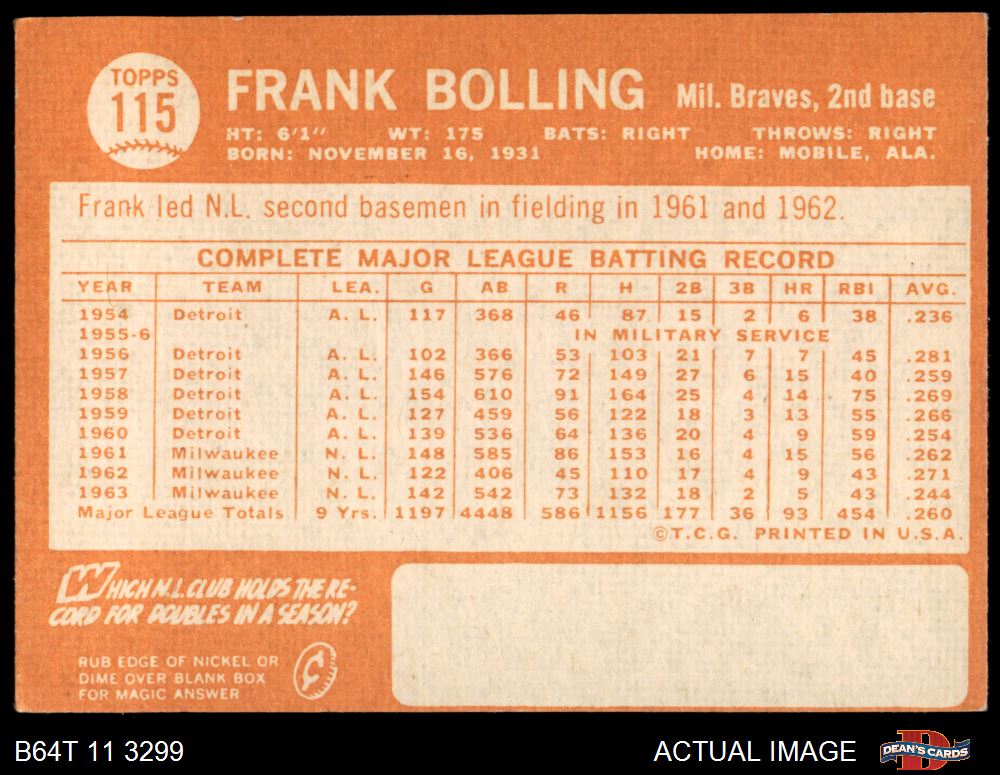 TOPPS
115
FRANK BOLLING Mil. Braves, 2nd base
HT: 6'1" WT: 175 BATS: RIGHT THROWS: RIGHT
BORN: NOVEMBER 16, 1931 HOME: MOBILE, ALA.
Frank led N.L. second basemen in fielding in 1961 and 1962.
COMPLETE MAJOR LEAGUE BATTING RECORD
YEAR TEAM LEA. G AB R H 2B 3B HR RBI AVG.
1954 Detroit A. L. 117 368 46 87 15 2 6 38 .236
1955-6 IN MILITARY SERVICE
1956 Detroit A. L. 102 366 53 103 21 7 7 45 .281
1957 Detroit A. L. 146 576 72 149 27 6 15 40 .259
1958 Detroit A. L. 154 610 91 164 25 4 14 75 .269
1959 Detroit A. L. 127 459 56 122 18 3 13 55 .266
1960 Detroit A. L. 139 536 64 136 20 4 9 59 .254
1961 Milwaukee N. L. 148 585 86 153 16 4 15 56 .262
1962 Milwaukee N. L. 122 406 45 110 17 4 9 43 .271
1963 Milwaukee N. L. 142 542 73 132 18 2 5 43 .244
Major League Totals 9 Yrs. 1197 4448 586 1156 177 36 93 454 .260
©T.C.G. PRINTED IN U.S.A.
WHICH N.L. CLUB HOLDS THE RE-
CORD FOR DOUBLES IN A SEASON?
RUB EDGE OF NICKEL OR
DIME OVER BLANK BOX
FOR MAGIC ANSWER
B64T 11 3299 ACTUAL IMAGE DEAN'S CARDS